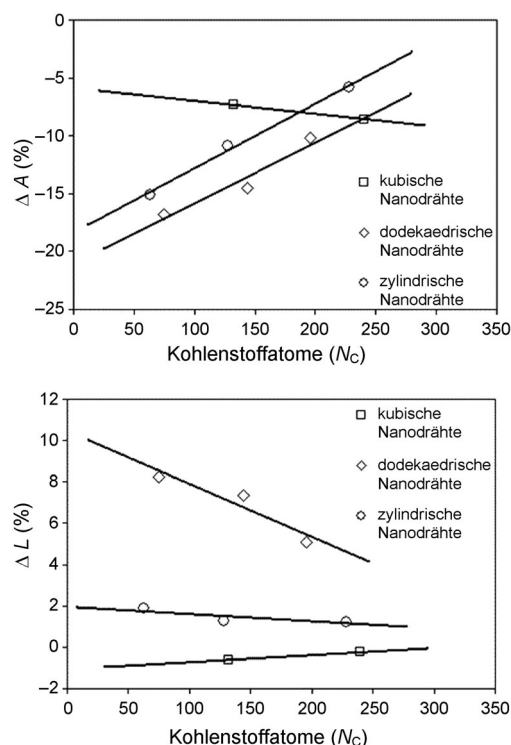 0
−5
−10
−15
−20
−25
Δ A (%)
kubische
Nanodrähte
dodekaedrische
Nanodrähte
zylindrische
Nanodrähte
0 50 100 150 200 250 300 350
Kohlenstoffatome (NC)
12
10
8
6
4
2
0
−2
Δ L (%)
kubische
Nanodrähte
dodekaedrische
Nanodrähte
zylindrische
Nanodrähte
0 50 100 150 200 250 300 350
Kohlenstoffatome (NC)